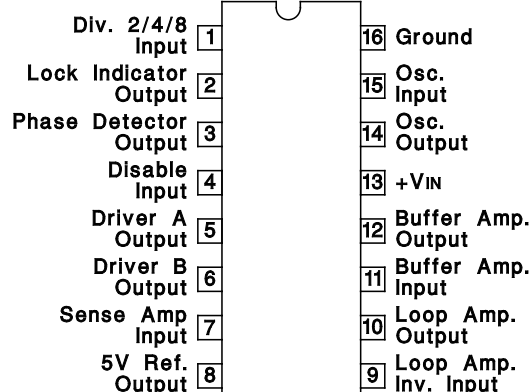 Div. 2/4/8
Input 1
Lock Indicator
Output 2
Phase Detector
Output 3
Disable
Input 4
Driver A
Output 5
Driver B
Output 6
Sense Amp
Input 7
5V Ref.
Output 8
16 Ground
15 Osc.
Input
14 Osc.
Output
13 +VIN
12 Buffer Amp.
Output
11 Buffer Amp.
Input
10 Loop Amp.
Output
9 Loop Amp.
Inv. Input